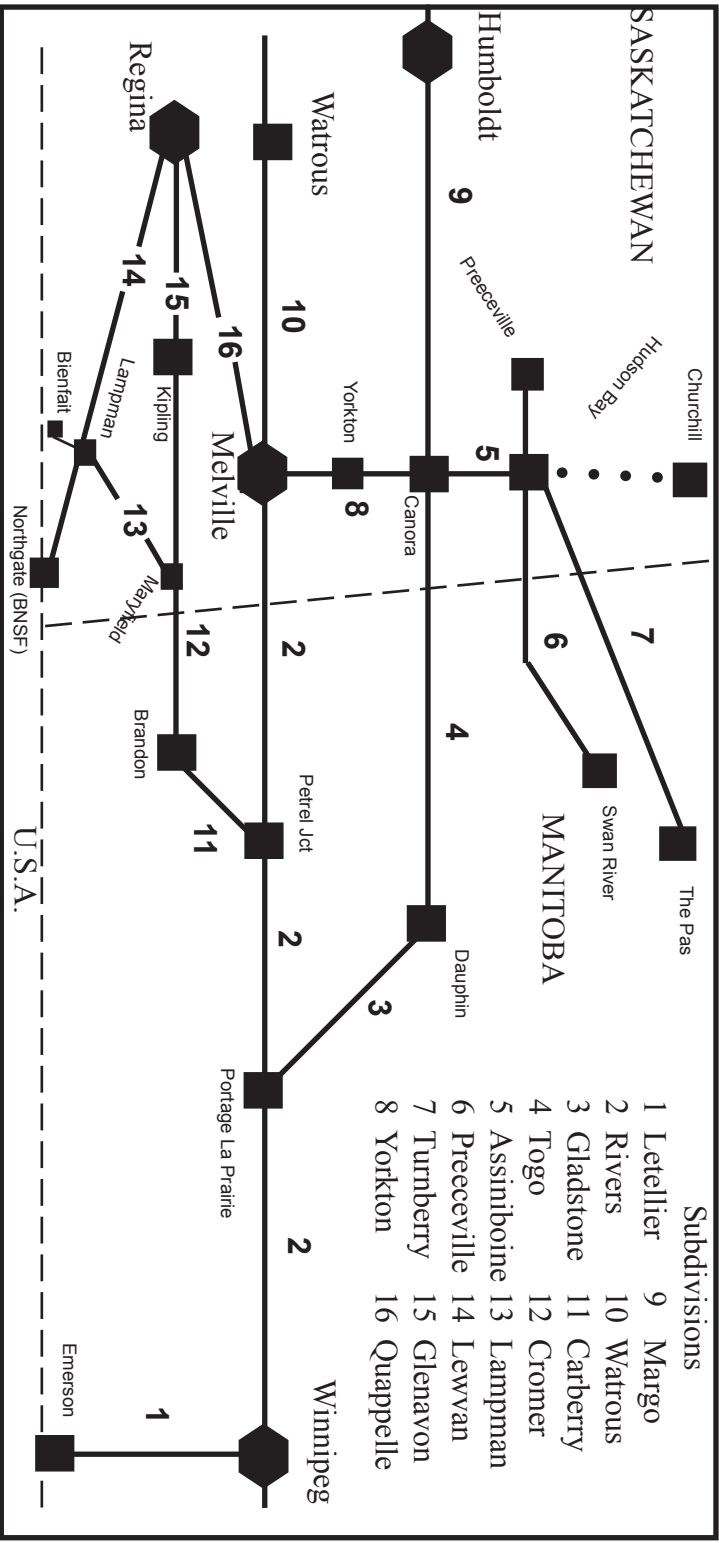 SASKATCHEWAN
Churchill
Hudson Bay
The Pas
Swan River
MANITOBA
Preeceville
7
6
5
Humboldt
9
Canora
4
Dauphin
Yorkton
8
3
Watrous
10
Melville
2
Petrel Jct
2
Portage La Prairie
2
Winnipeg
Regina
16
15
14
Kipling
Lampman
Bienfait
13
Maryfield
12
Brandon
11
Northgate (BNSF)
U.S.A.
1
Emerson
Subdivisions
1 Letellier 9 Margo
2 Rivers 10 Watrous
3 Gladstone 11 Carberry
4 Togo 12 Cromer
5 Assiniboine 13 Lampman
6 Preeceville 14 Lewvan
7 Turnberry 15 Glenavon
8 Yorkton 16 Quappelle